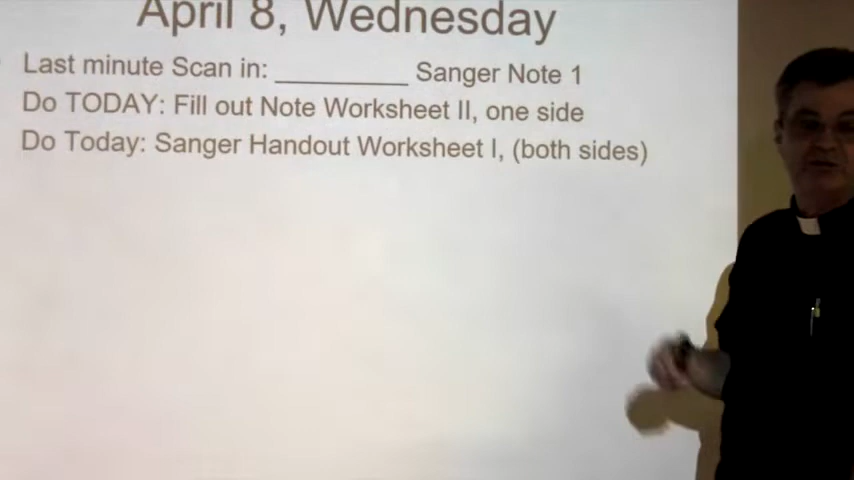 April 8, Wednesday
Last minute Scan in: __________ Sanger Note 1
Do TODAY: Fill out Note Worksheet II, one side
Do Today: Sanger Handout Worksheet I, (both sides)